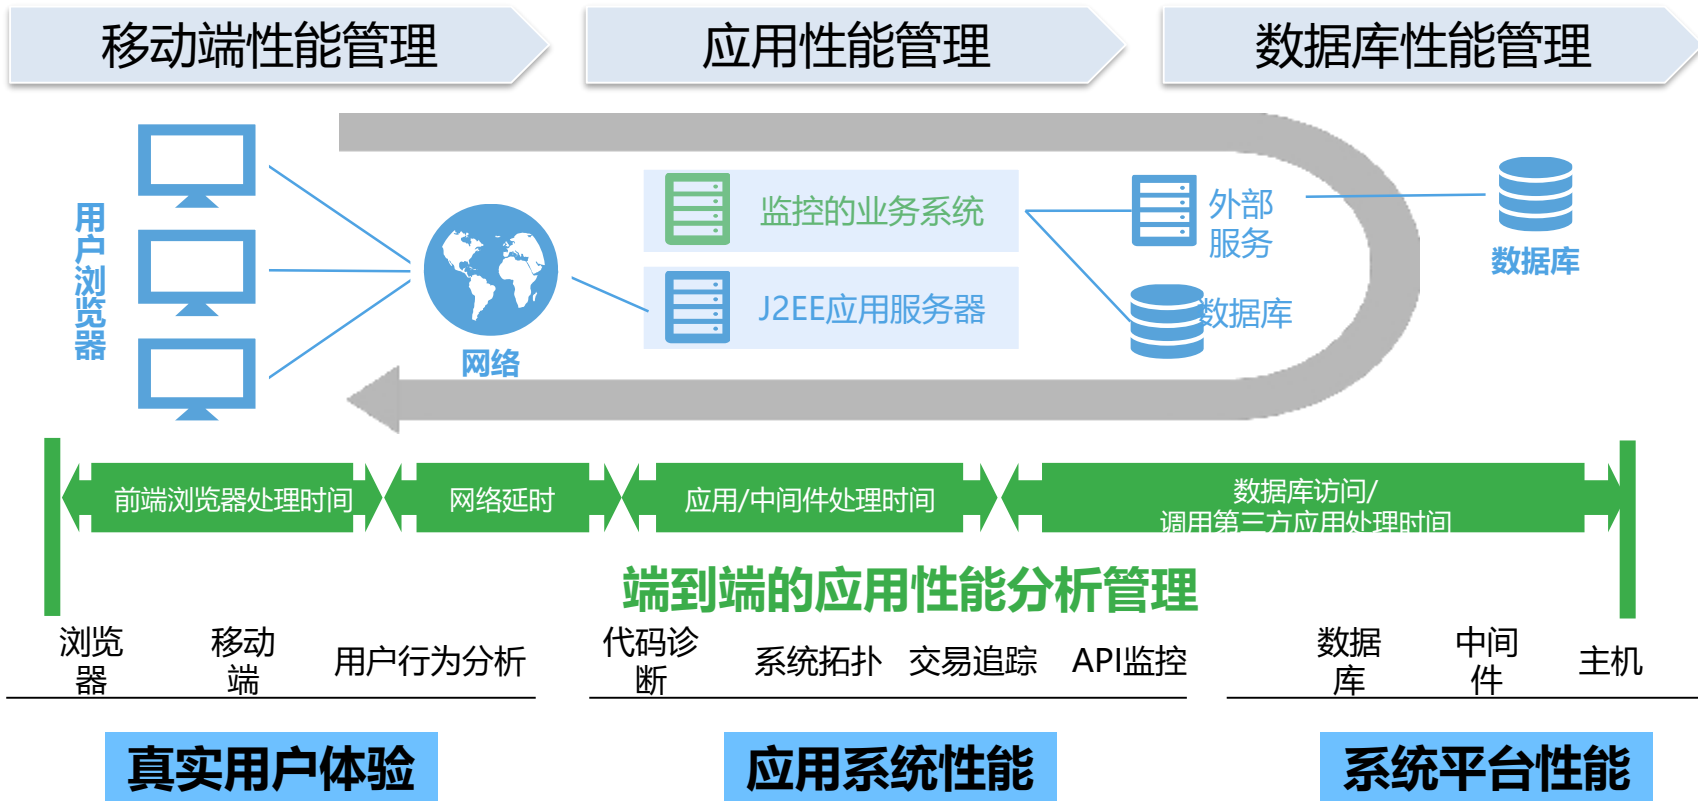 移动端性能管理
应用性能管理
数据库性能管理
用户浏览器
网络
监控的业务系统
J2EE应用服务器
外部
服务
数据库
数据库
前端浏览器处理时间
网络延时
应用/中间件处理时间
数据库访问/
调用第三方应用处理时间
端到端的应用性能分析管理
浏览
器
移动
端
用户行为分析
代码诊
断
系统拓扑
交易追踪
API监控
数据
库
中间
件
主机
真实用户体验
应用系统性能
系统平台性能